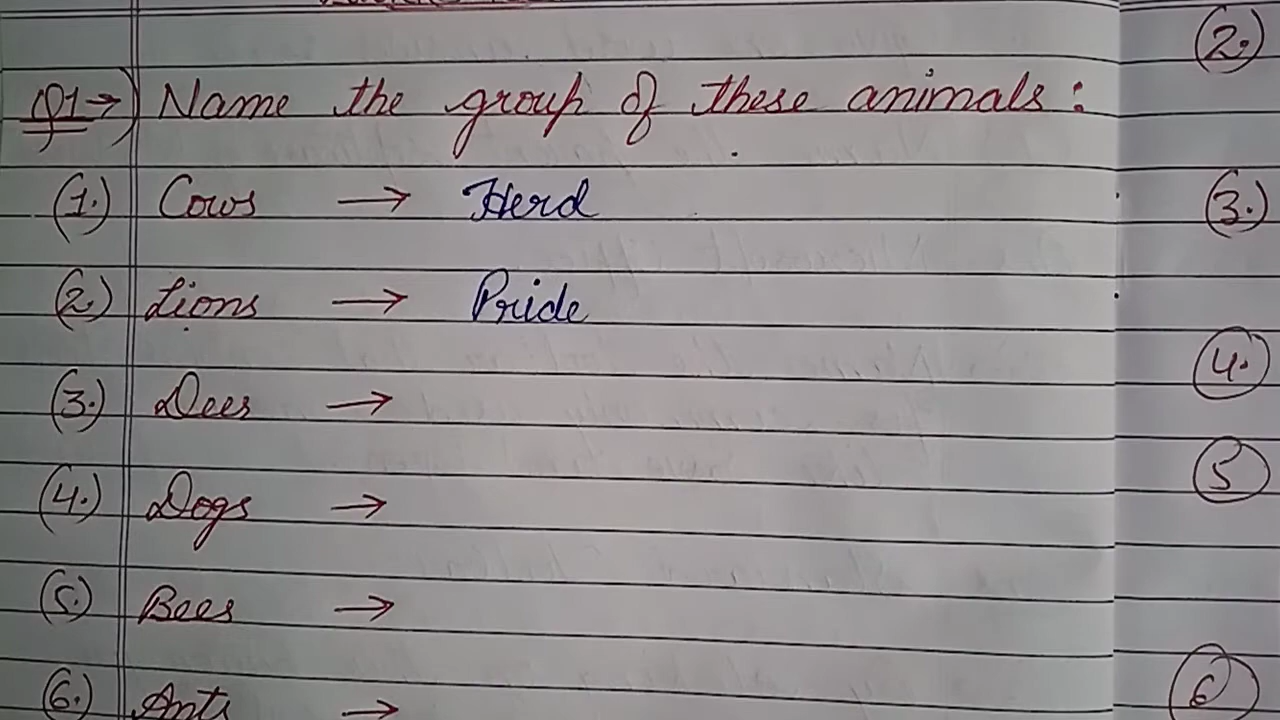 Q1→) Name the group of these animals:
(1.) Cows → Herd
(2.) Lions → Pride
(3.) Deer →
(4.) Dogs →
(5.) Bees →
(6.) Ants →
(2.)
(3.)
(4.)
(5
(6